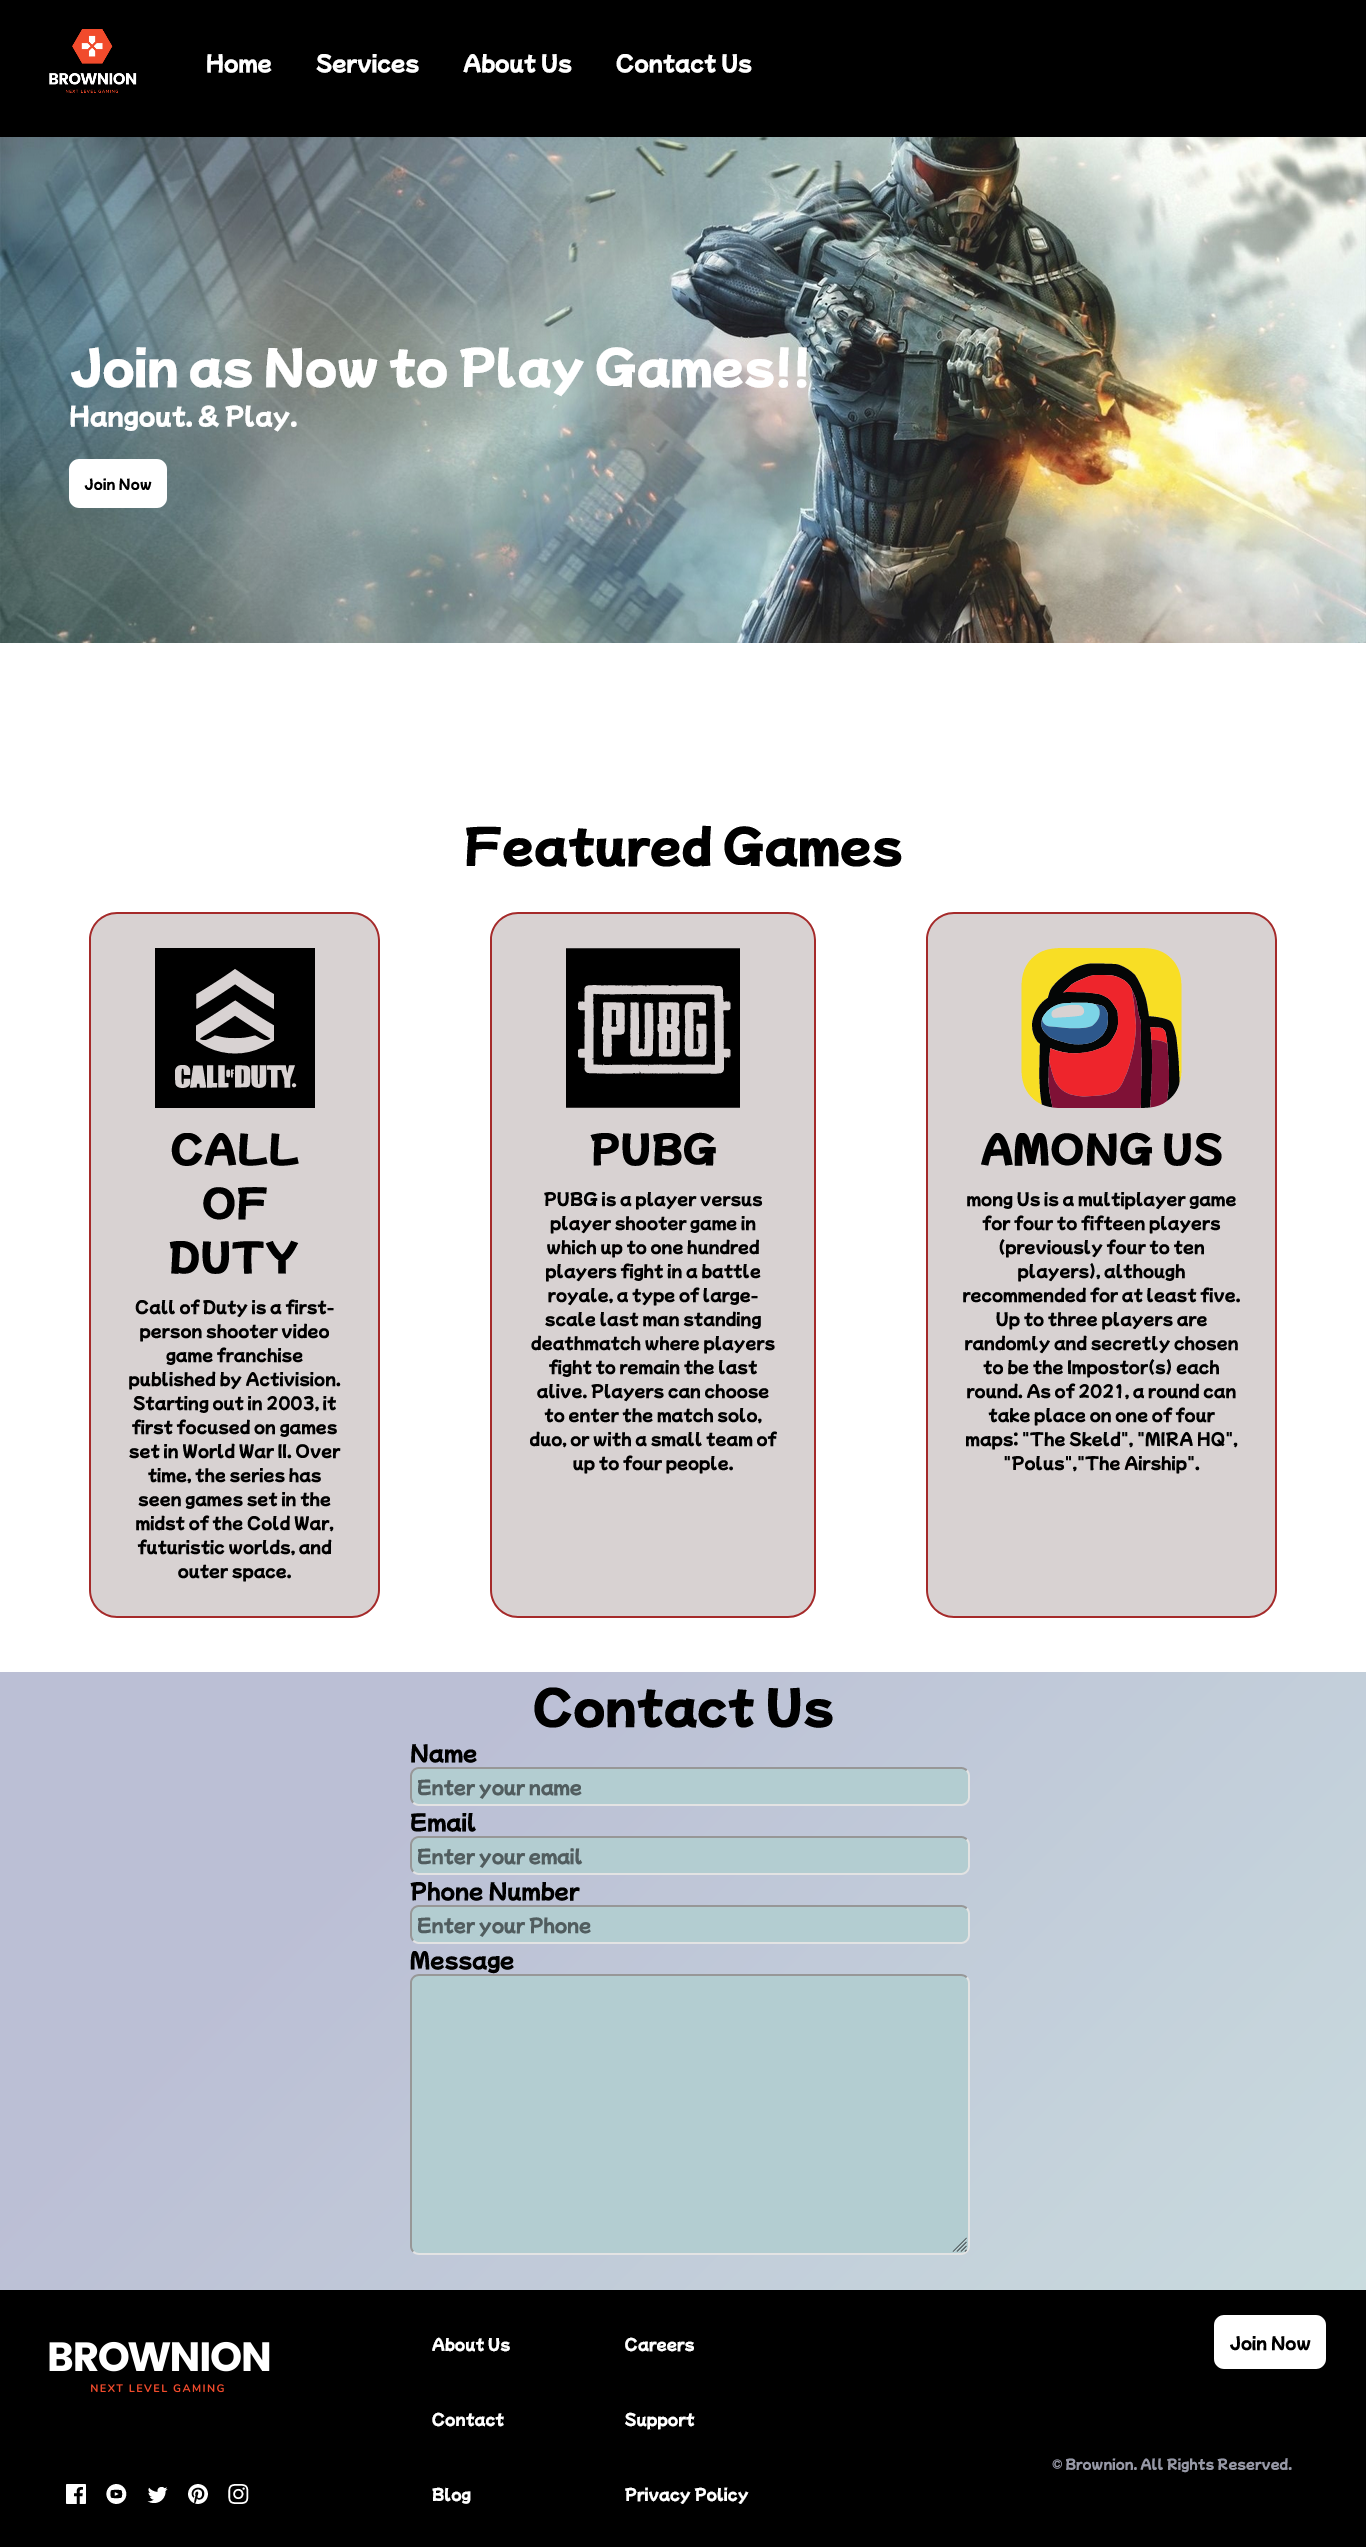 BROWNION
NEXT LEVEL GAMING
Home
Services
About Us
Contact Us
Join as Now to Play Games!!
Hangout. & Play.
Join Now
Featured Games
CALL OF DUTY.
CALL
OF
DUTY
Call of Duty is a first-
person shooter video
game franchise
published by Activision.
Starting out in 2003, it
first focused on games
set in World War II. Over
time, the series has
seen games set in the
midst of the Cold War,
futuristic worlds, and
outer space.
PUBG
PUBG
PUBG is a player versus
player shooter game in
which up to one hundred
players fight in a battle
royale, a type of large-
scale last man standing
deathmatch where players
fight to remain the last
alive. Players can choose
to enter the match solo,
duo, or with a small team of
up to four people.
AMONG US
mong Us is a multiplayer game
for four to fifteen players
(previously four to ten
players), although
recommended for at least five.
Up to three players are
randomly and secretly chosen
to be the Impostor(s) each
round. As of 2021, a round can
take place on one of four
maps: "The Skeld", "MIRA HQ",
"Polus","The Airship".
Contact Us
Name
Enter your name
Email
Enter your email
Phone Number
Enter your Phone
Message
BROWNION
NEXT LEVEL GAMING
About Us
Contact
Blog
Careers
Support
Privacy Policy
Join Now
© Brownion. All Rights Reserved.